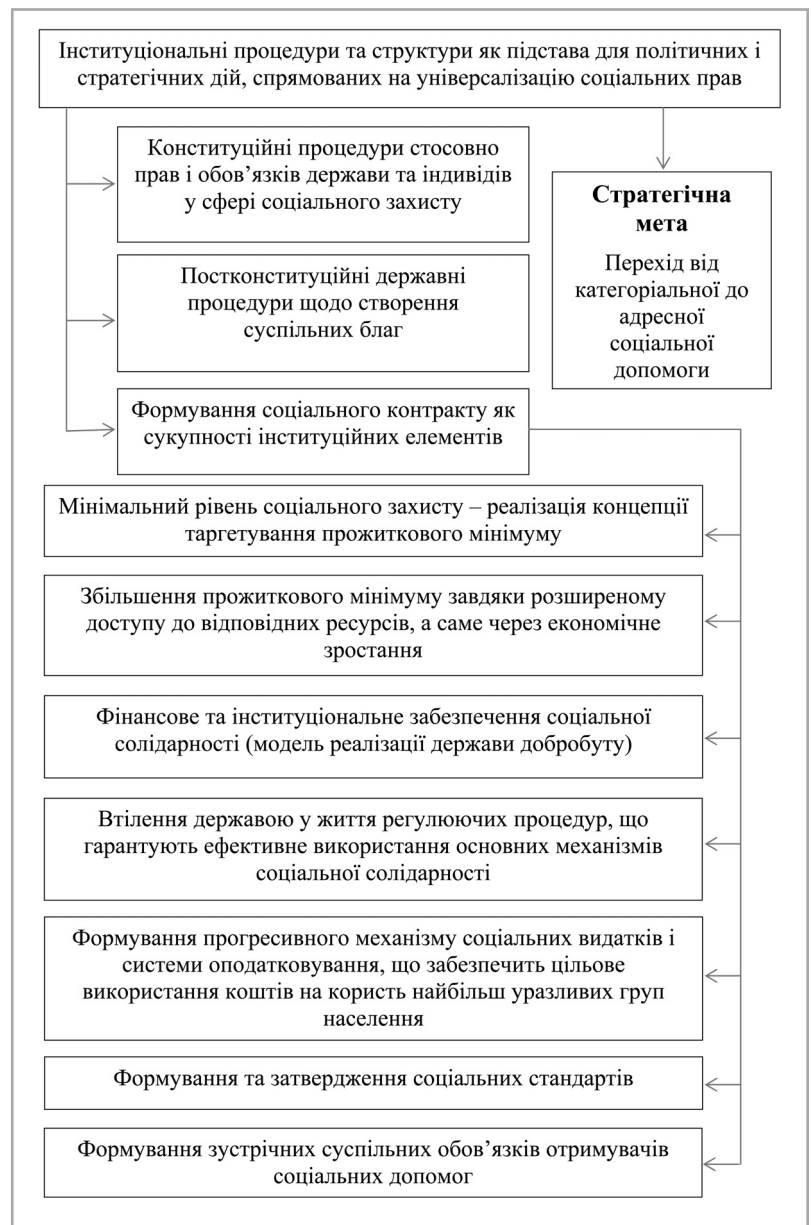 Інституціональні процедури та структури як підстава для політичних і
стратегічних дій, спрямованих на універсалізацію соціальних прав
Конституційні процедури стосовно
прав і обов’язків держави та індивідів
у сфері соціального захисту
Стратегічна
мета
Перехід від
категоріальної до
адресної
соціальної
допомоги
Постконституційні державні
процедури щодо створення
суспільних благ
Формування соціального контракту як
сукупності інституційних елементів
Мінімальний рівень соціального захисту – реалізація концепції
таргетування прожиткового мінімуму
Збільшення прожиткового мінімуму завдяки розширеному
доступу до відповідних ресурсів, а саме через економічне
зростання
Фінансове та інституціональне забезпечення соціальної
солідарності (модель реалізації держави добробуту)
Втілення державою у життя регулюючих процедур, що
гарантують ефективне використання основних механізмів
соціальної солідарності
Формування прогресивного механізму соціальних видатків і
системи оподатковування, що забезпечить цільове
використання коштів на користь найбільш уразливих груп
населення
Формування та затвердження соціальних стандартів
Формування зустрічних суспільних обов’язків отримувачів
соціальних допомог